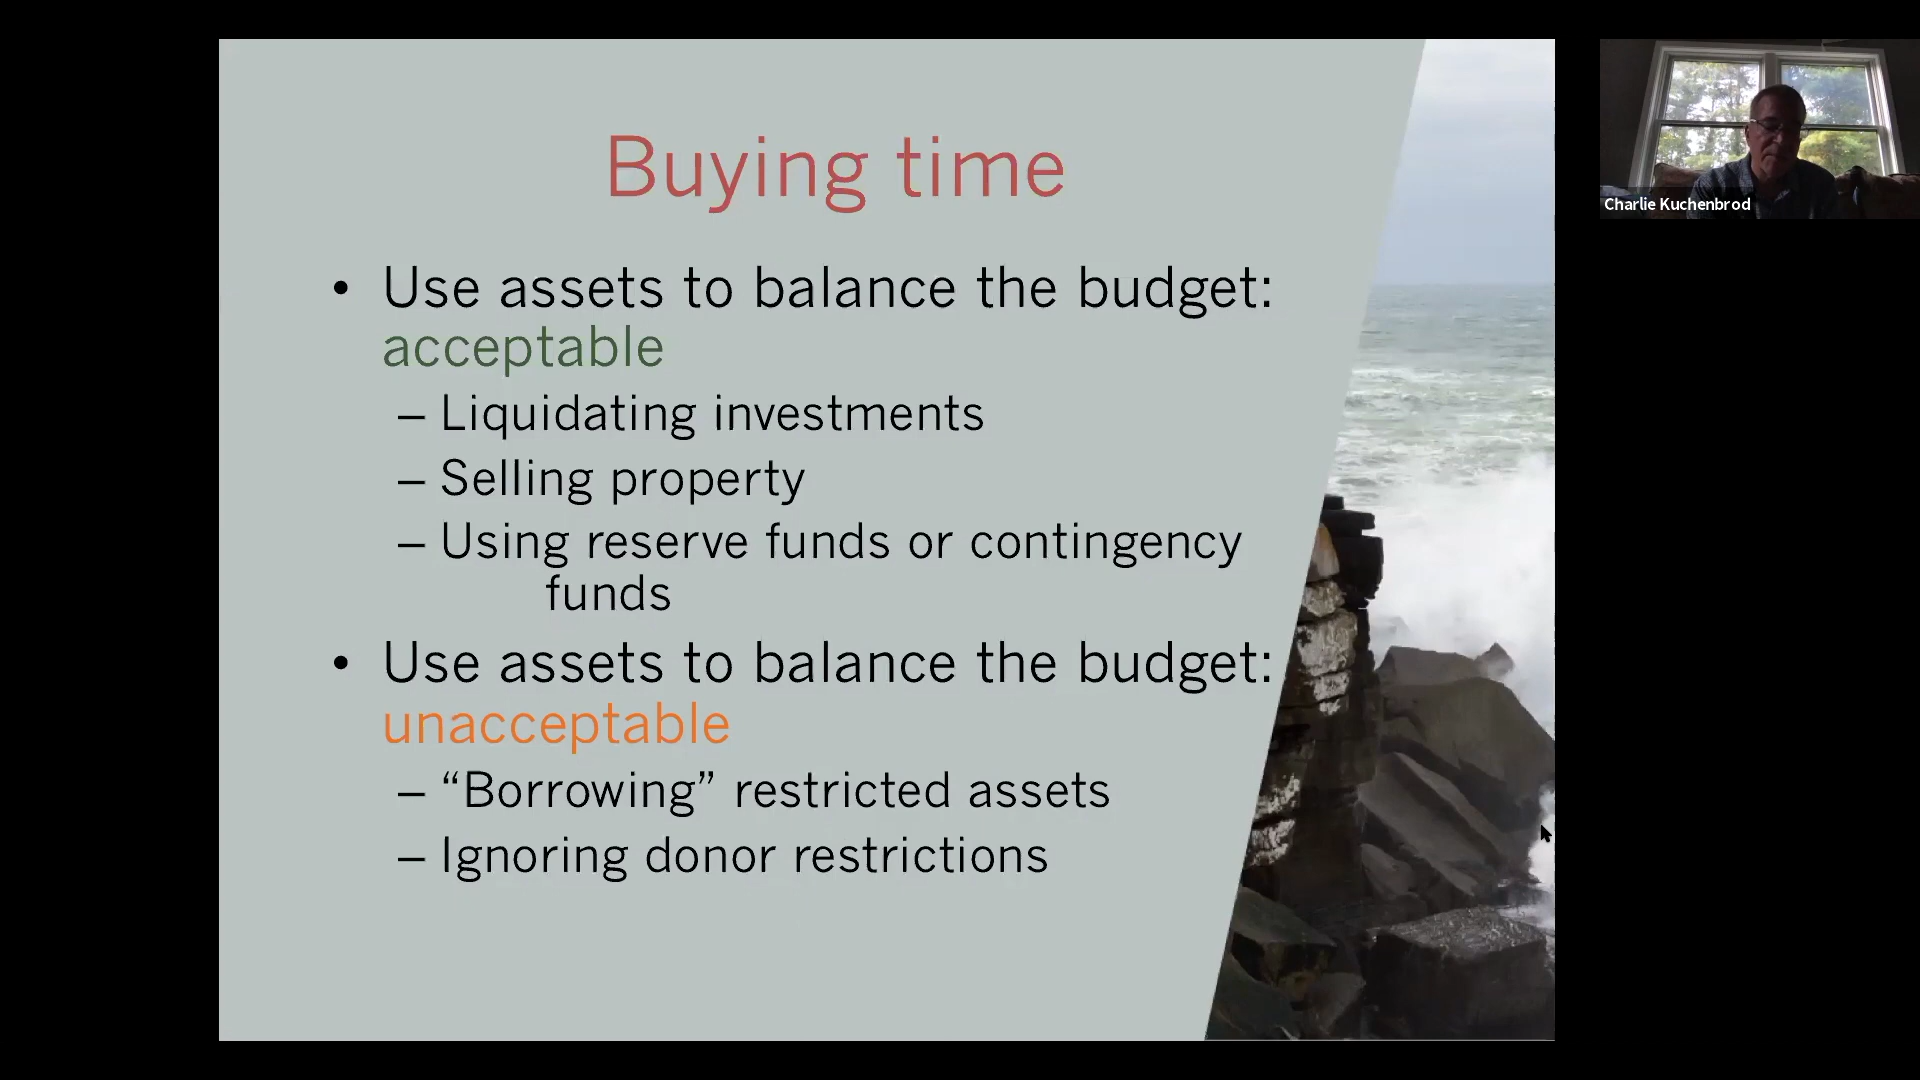 Buying time
• Use assets to balance the budget:
acceptable
– Liquidating investments
– Selling property
– Using reserve funds or contingency
funds
• Use assets to balance the budget:
unacceptable
– “Borrowing” restricted assets
– Ignoring donor restrictions
Charlie Kuchenbrod